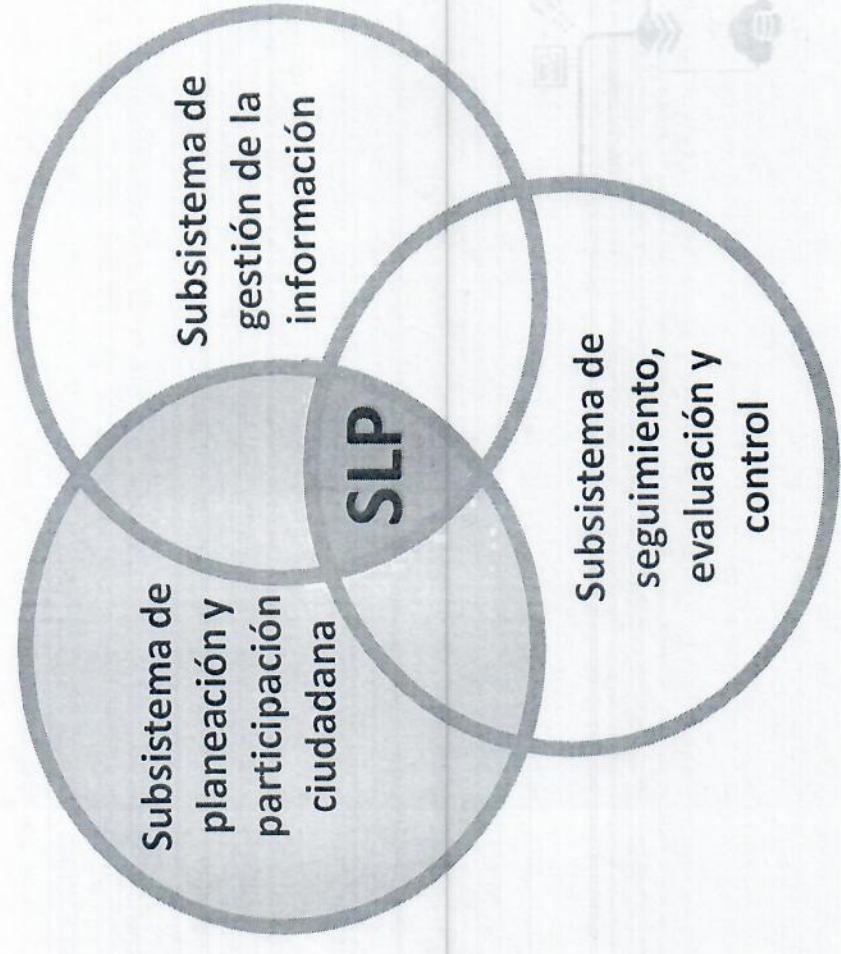 Subsistema de
planeación y
participación
ciudadana
Subsistema de
gestión de la
información
SLP
Subsistema de
seguimiento,
evaluación y
control